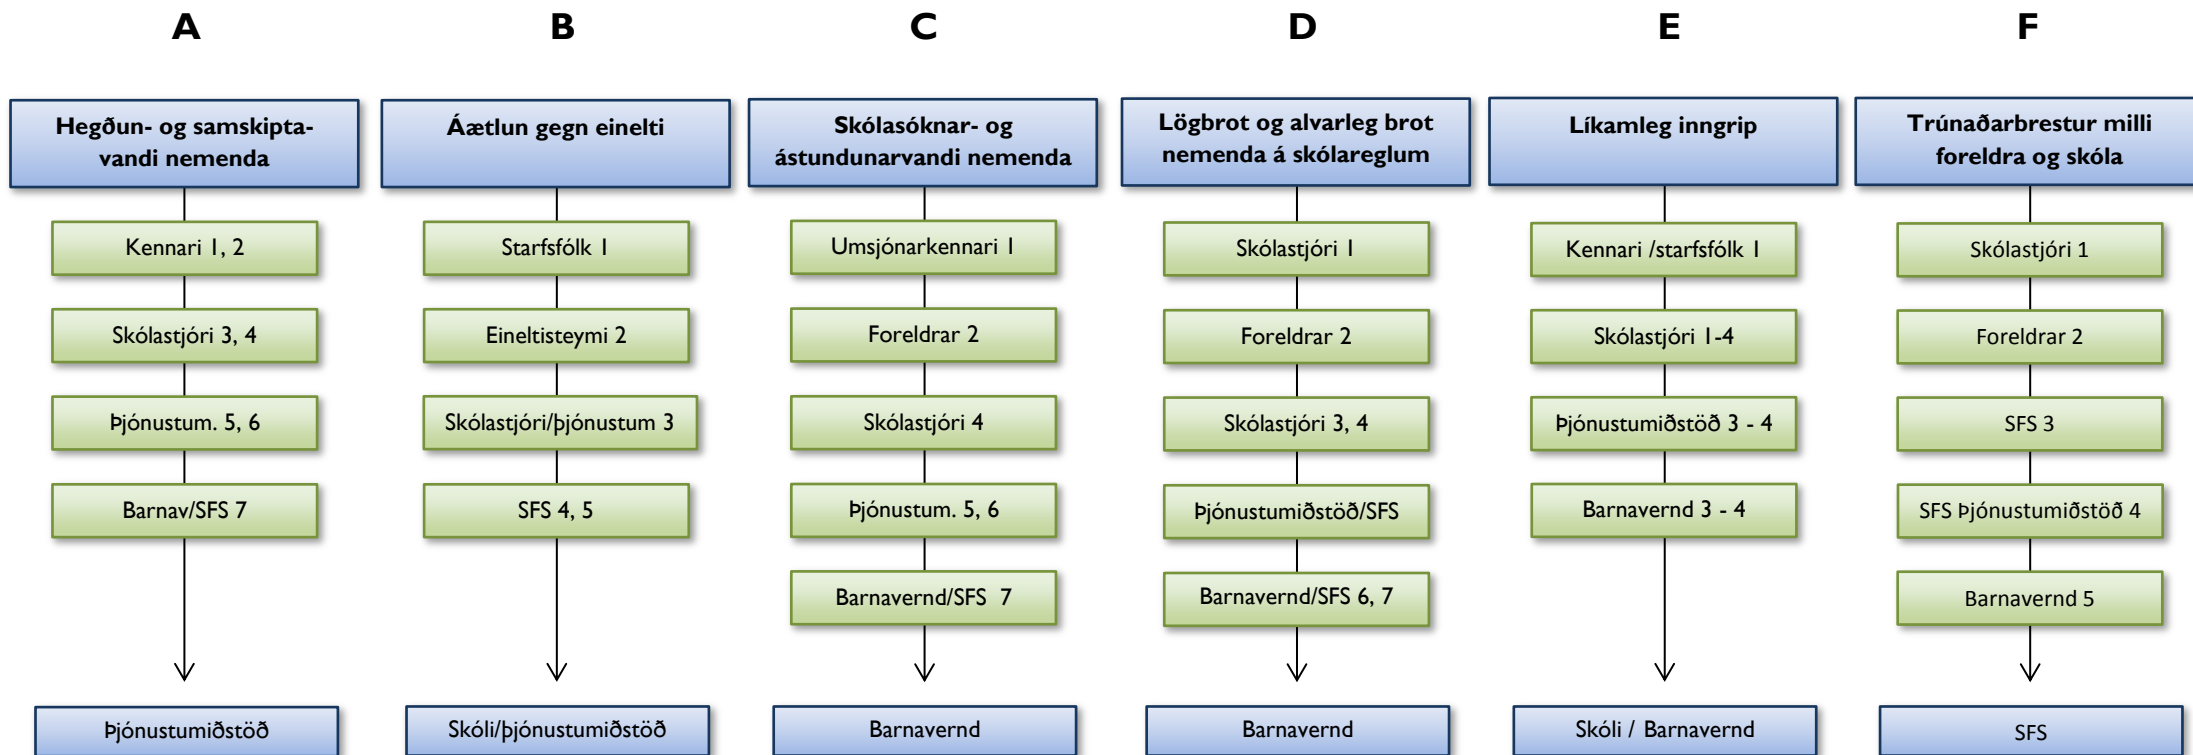 A
Hegðun- og samskipta-
vandi nemenda
Kennari 1, 2
Skólastjóri 3, 4
Þjónustum. 5, 6
Barnav/SFS 7
Þjónustumiðstöð
B
Áætlun gegn einelti
Starfsfólk 1
Eineltisteymi 2
Skólastjóri/þjónustum 3
SFS 4, 5
Skóli/þjónustumiðstöð
C
Skólasóknar- og
ástundunarvandi nemenda
Umsjónarkennari 1
Foreldrar 2
Skólastjóri 4
Þjónustum. 5, 6
Barnavernd/SFS 7
Barnavernd
D
Lögbrot og alvarleg brot
nemenda á skólareglum
Skólastjóri 1
Foreldrar 2
Skólastjóri 3, 4
Þjónustumiðstöð/SFS
Barnavernd/SFS 6, 7
Barnavernd
E
Líkamleg inngrip
Kennari /starfsfólk 1
Skólastjóri 1-4
Þjónustumiðstöð 3 - 4
Barnavernd 3 - 4
Skóli / Barnavernd
F
Trúnaðarbrestur milli
foreldra og skóla
Skólastjóri 1
Foreldrar 2
SFS 3
SFS Þjónustumiðstöð 4
Barnavernd 5
SFS